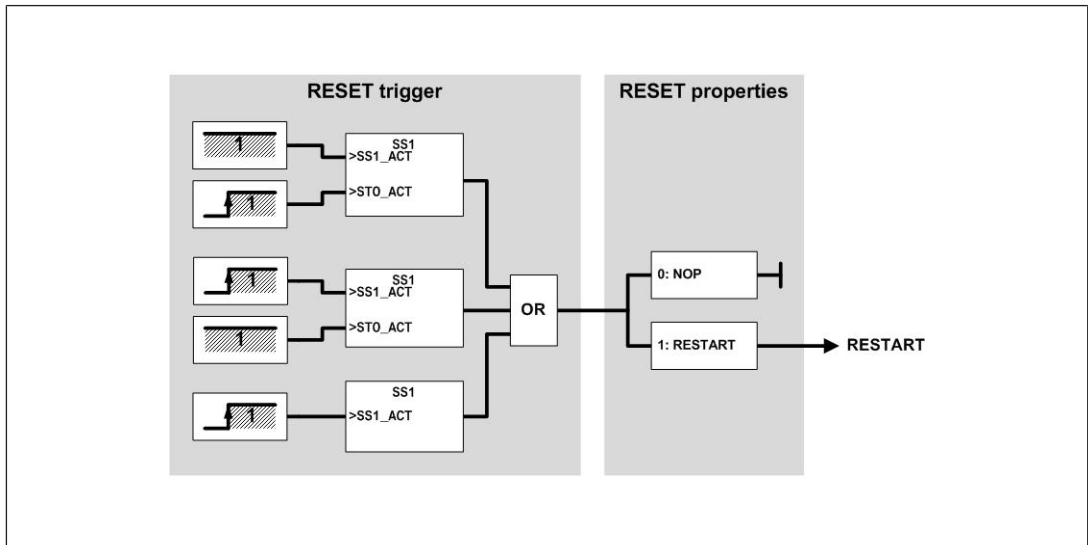 RESET trigger
RESET properties
1
SS1
>SS1_ACT
1
>STO_ACT
1
SS1
>SS1_ACT
1
>STO_ACT
OR
0: NOP
1: RESTART
RESTART
1
SS1
>SS1_ACT